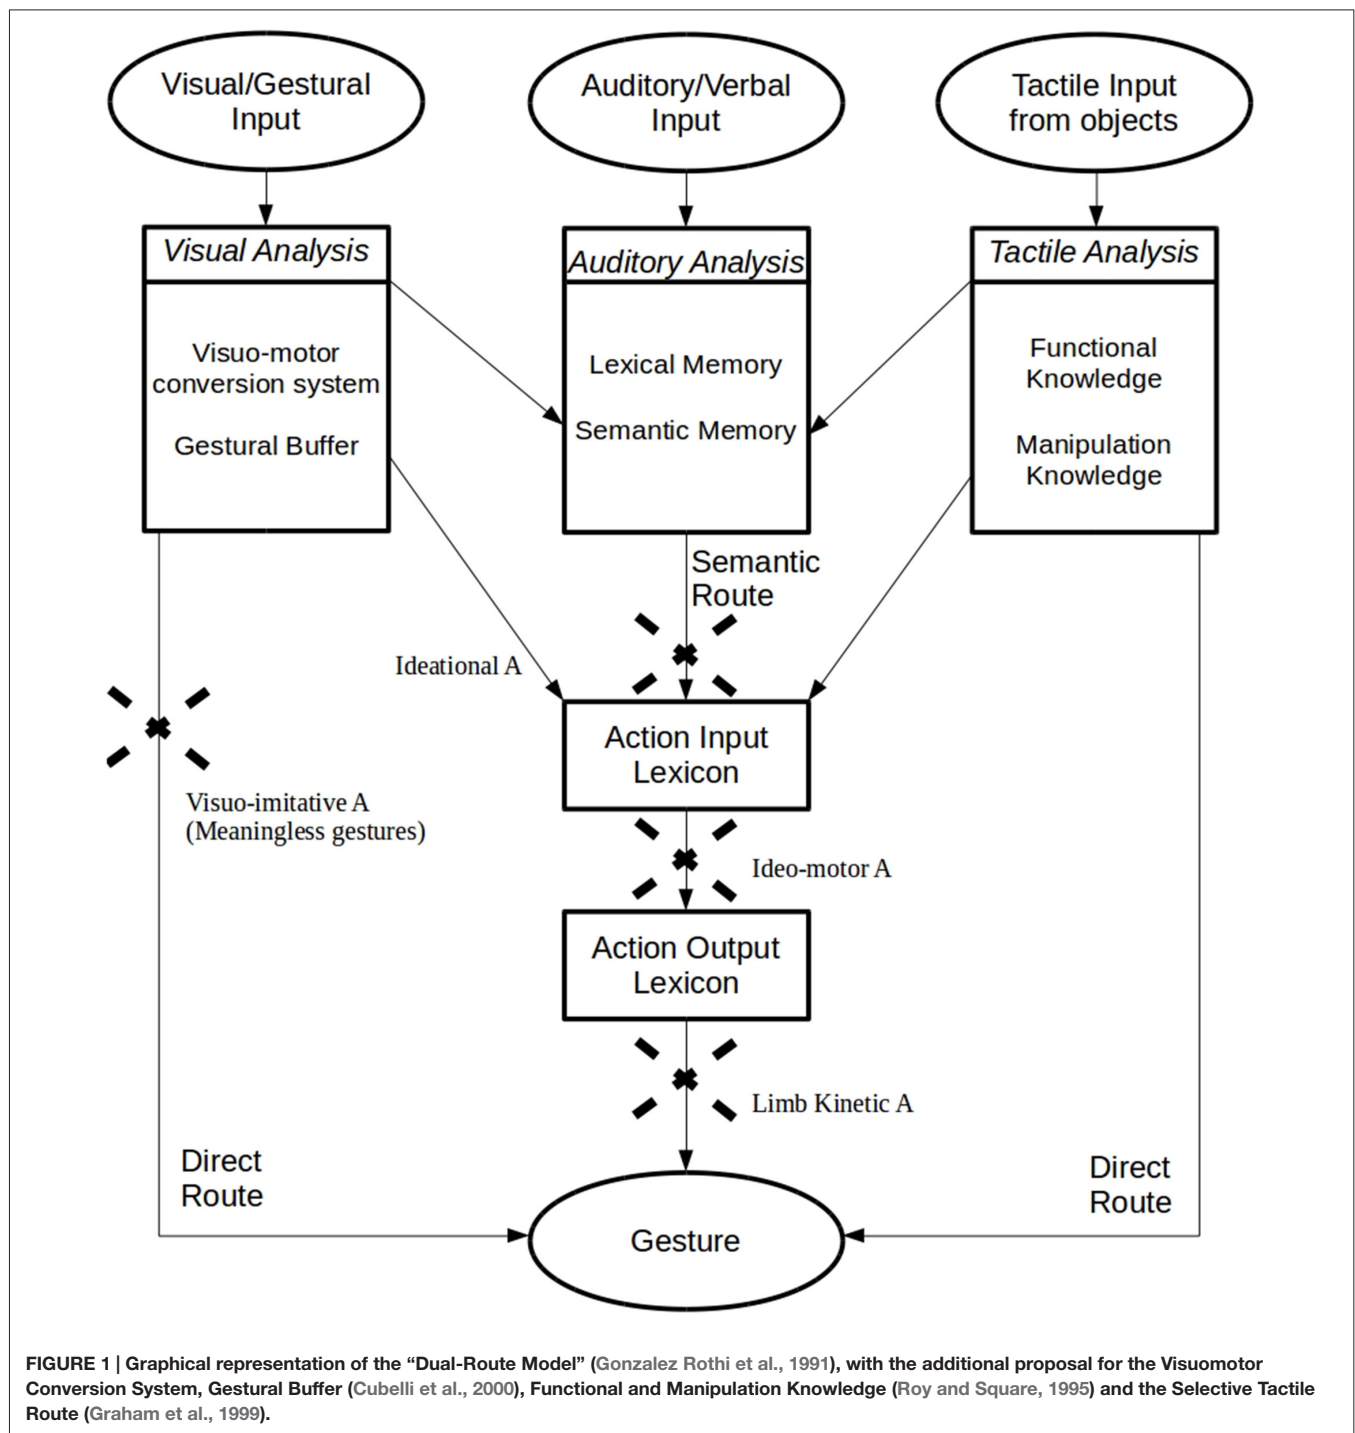 Visual/Gestural
Input
Auditory/Verbal
Input
Tactile Input
from objects
Visual Analysis
Visuo-motor
conversion system
Gestural Buffer
Auditory Analysis
Lexical Memory
Semantic Memory
Tactile Analysis
Functional
Knowledge
Manipulation
Knowledge
Semantic
Route
Ideational A
Action Input
Lexicon
Visuo-imitative A
(Meaningless gestures)
Ideo-motor A
Action Output
Lexicon
Limb Kinetic A
Direct
Route
Direct
Route
Gesture
FIGURE 1 | Graphical representation of the “Dual-Route Model” (Gonzalez Rothi et al., 1991), with the additional proposal for the Visuomotor
Conversion System, Gestural Buffer (Cubelli et al., 2000), Functional and Manipulation Knowledge (Roy and Square, 1995) and the Selective Tactile
Route (Graham et al., 1999).